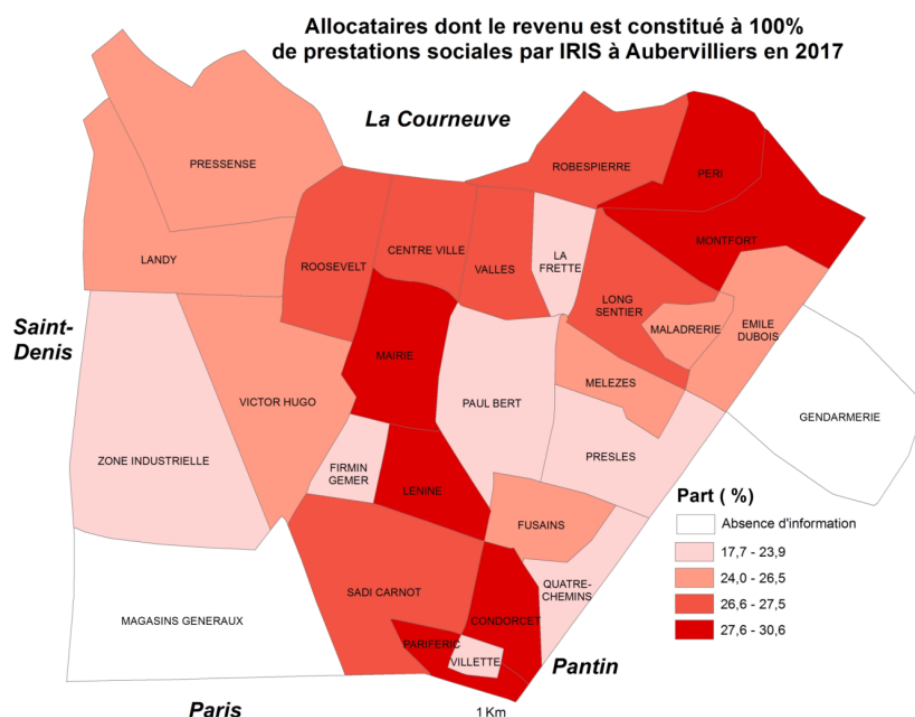 Allocataires dont le revenu est constitué à 100%
de prestations sociales par IRIS à Aubervilliers en 2017
La Courneuve
PRESSENSE
ROBESPIERRE
PERI
LANDY
ROOSEVELT
CENTRE VILLE
VALLES
LA
FRETTE
MONTFORT
LONG
SENTIER
MALADRERIE
EMILE
DUBOIS
Saint-
Denis
MAIRIE
VICTOR HUGO
PAUL BERT
MELEZES
GENDARMERIE
ZONE INDUSTRIELLE
FIRMIN
GEMER
LENINE
PRESLES
FUSAINS
QUATRE-
CHEMINS
MAGASINS GENERAUX
SADI CARNOT
CONDORCET
PARIFERIC
VILLETTE
Pantin
Paris
1 Km
Part ( %)
Absence d'information
17,7 - 23,9
24,0 - 26,5
26,6 - 27,5
27,6 - 30,6